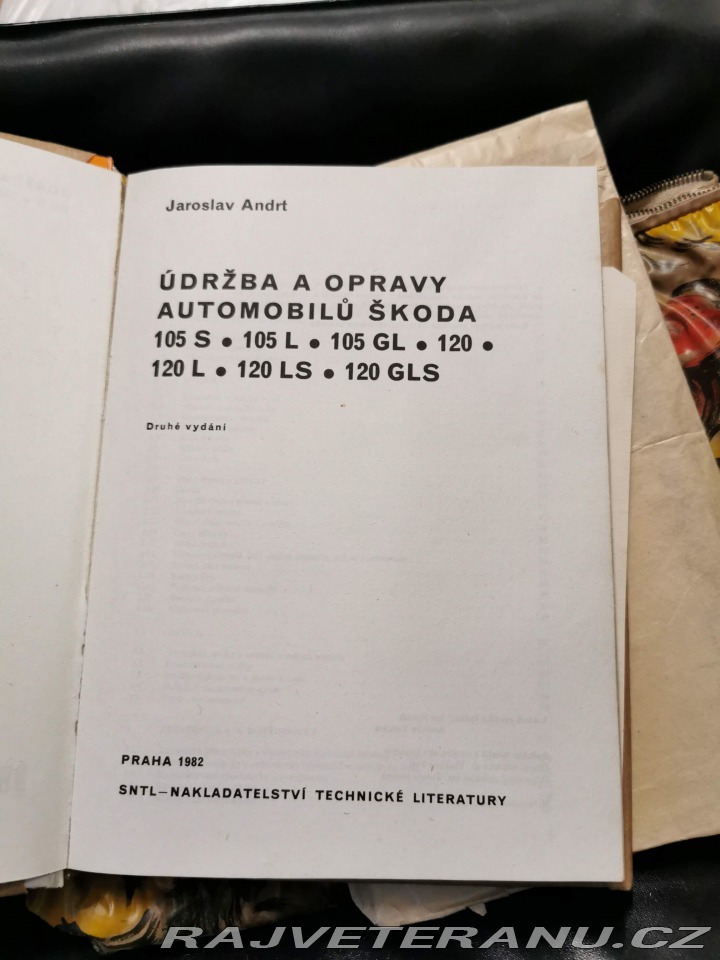 Jaroslav Andrt
ÚDRŽBA A OPRAVY
AUTOMOBILŮ ŠKODA
105 S • 105 L • 105 GL • 120 •
120 L • 120 LS • 120 GLS
Druhé vydání
PRAHA 1982
SNTL—NAKLADATELSTVÍ TECHNICKÉ LITERATURY
RAJVETERANU.CZ